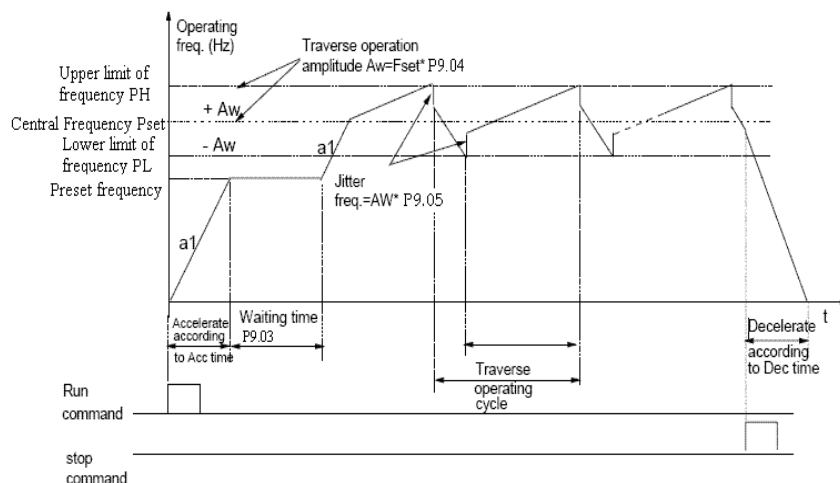 Operating
freq. (Hz)
Traverse operation
amplitude Aw=Fset* P9.04
Upper limit of
frequency PH
+ Aw
Central Frequency Pset
Lower limit of
frequency PL
- Aw
a1
Preset frequency
Jitter
freq.=AW* P9.05
a1
t
Accelerate
according
to Acc time
Waiting time
P9.03
Traverse
operating
cycle
Decelerate
according
to Dec time
Run
command
stop
command